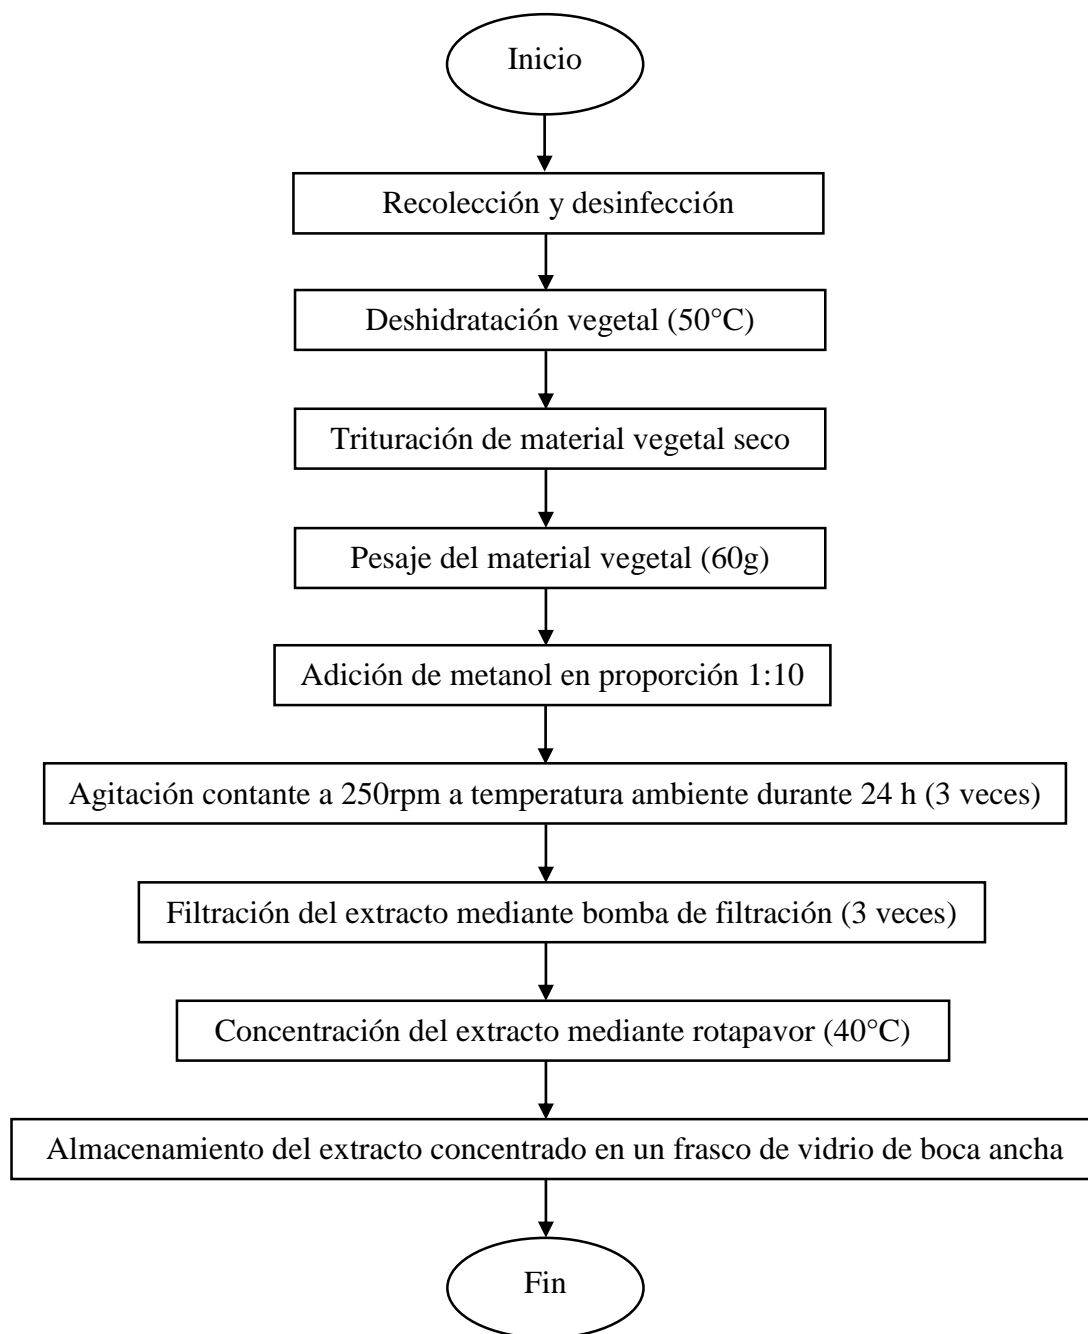 Inicio
Recolección y desinfección
Deshidratación vegetal (50°C)
Trituración de material vegetal seco
Pesaje del material vegetal (60g)
Adición de metanol en proporción 1:10
Agitación contante a 250rpm a temperatura ambiente durante 24 h (3 veces)
Filtración del extracto mediante bomba de filtración (3 veces)
Concentración del extracto mediante rotapavor (40°C)
Almacenamiento del extracto concentrado en un frasco de vidrio de boca ancha
Fin